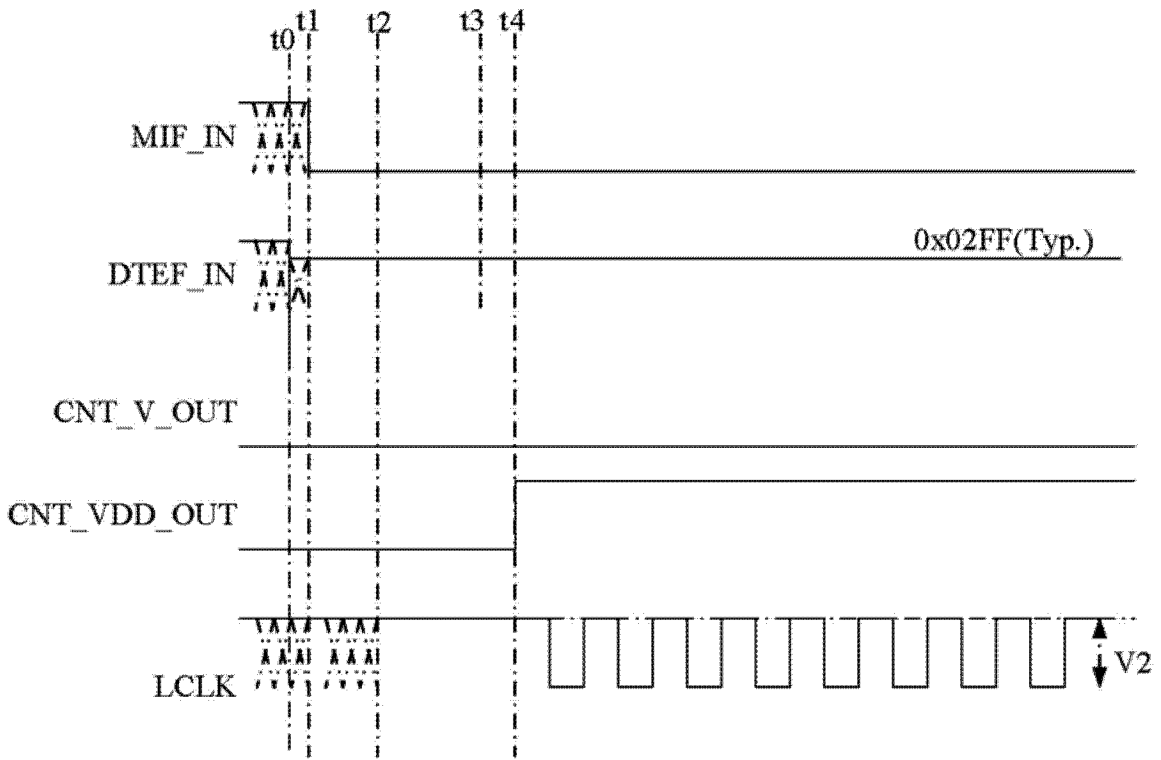 t0 t1 t2 t3 t4
MIF_IN
0x02FF(Typ.)
DTEF_IN
CNT_V_OUT
CNT_VDD_OUT
LCLK
V2